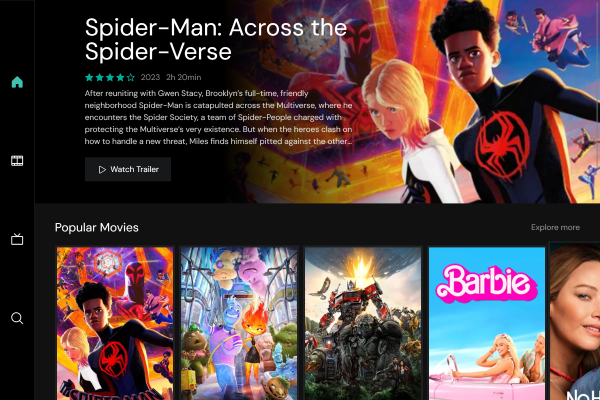 Spider-Man: Across the
Spider-Verse
2023 2h 20min
After reuniting with Gwen Stacy, Brooklyn's full-time, friendly
neighborhood Spider-Man is catapulted across the Multiverse, where he
encounters the Spider Society, a team of Spider-People charged with
protecting the Multiverse's very existence. But when the heroes clash on
how to handle a new threat, Miles finds himself pitted against the other...
Watch Trailer
Popular Movies
Explore more
Barbie
SPIDER-MAN